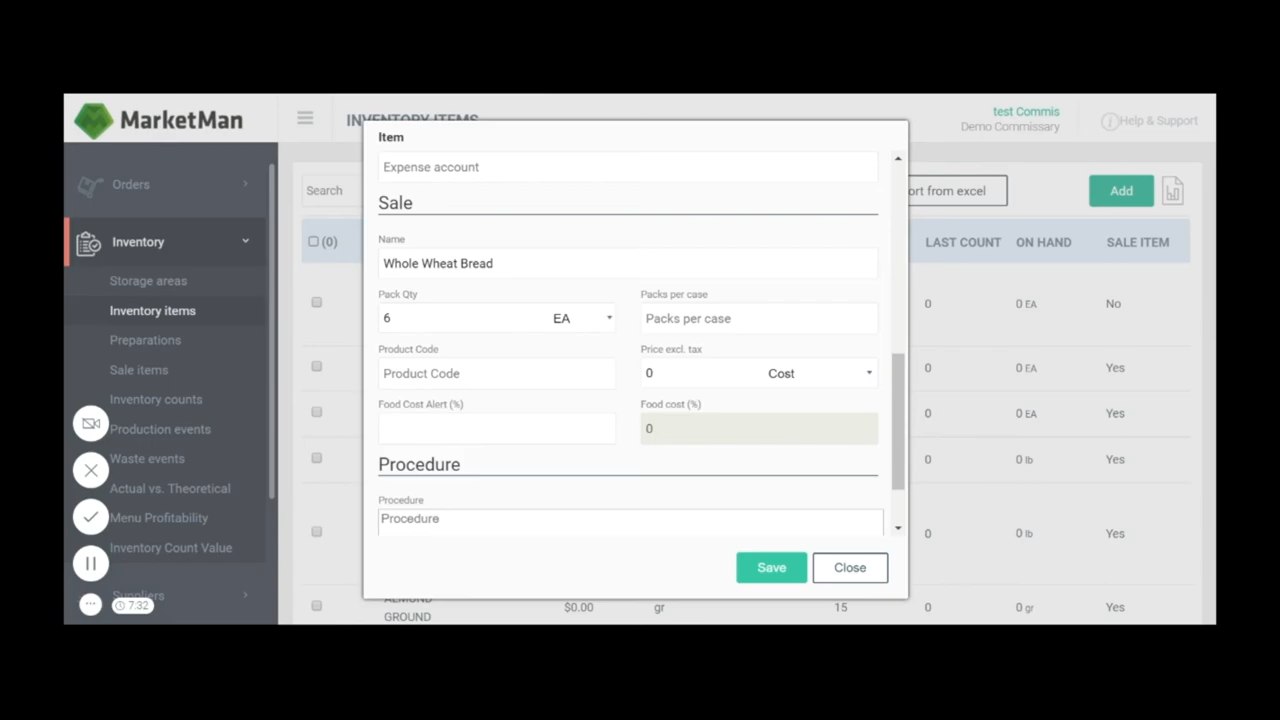 MarketMan
INVENTORY ITEMS
test Commis
Demo Commissary
Help & Support
Orders
Inventory
Storage areas
Inventory items
Preparations
Sale items
Inventory counts
Production events
Waste events
Actual vs. Theoretical
Menu Profitability
Inventory Count Value
Suppliers
7:32
Search
ort from excel
Add
(0)
LAST COUNT ON HAND SALE ITEM
0 0 EA No
0 0 EA Yes
0 0 EA Yes
0 0 lb Yes
0 0 lb Yes
ALMOND
GROUND $0.00 gr 15 0 0 gr Yes
Item
Expense account
Sale
Name
Whole Wheat Bread
Pack Qty Packs per case
6 EA Packs per case
Product Code Price excl. tax
Product Code 0 Cost
Food Cost Alert (%) Food cost (%)
0
Procedure
Procedure
Procedure
Save Close